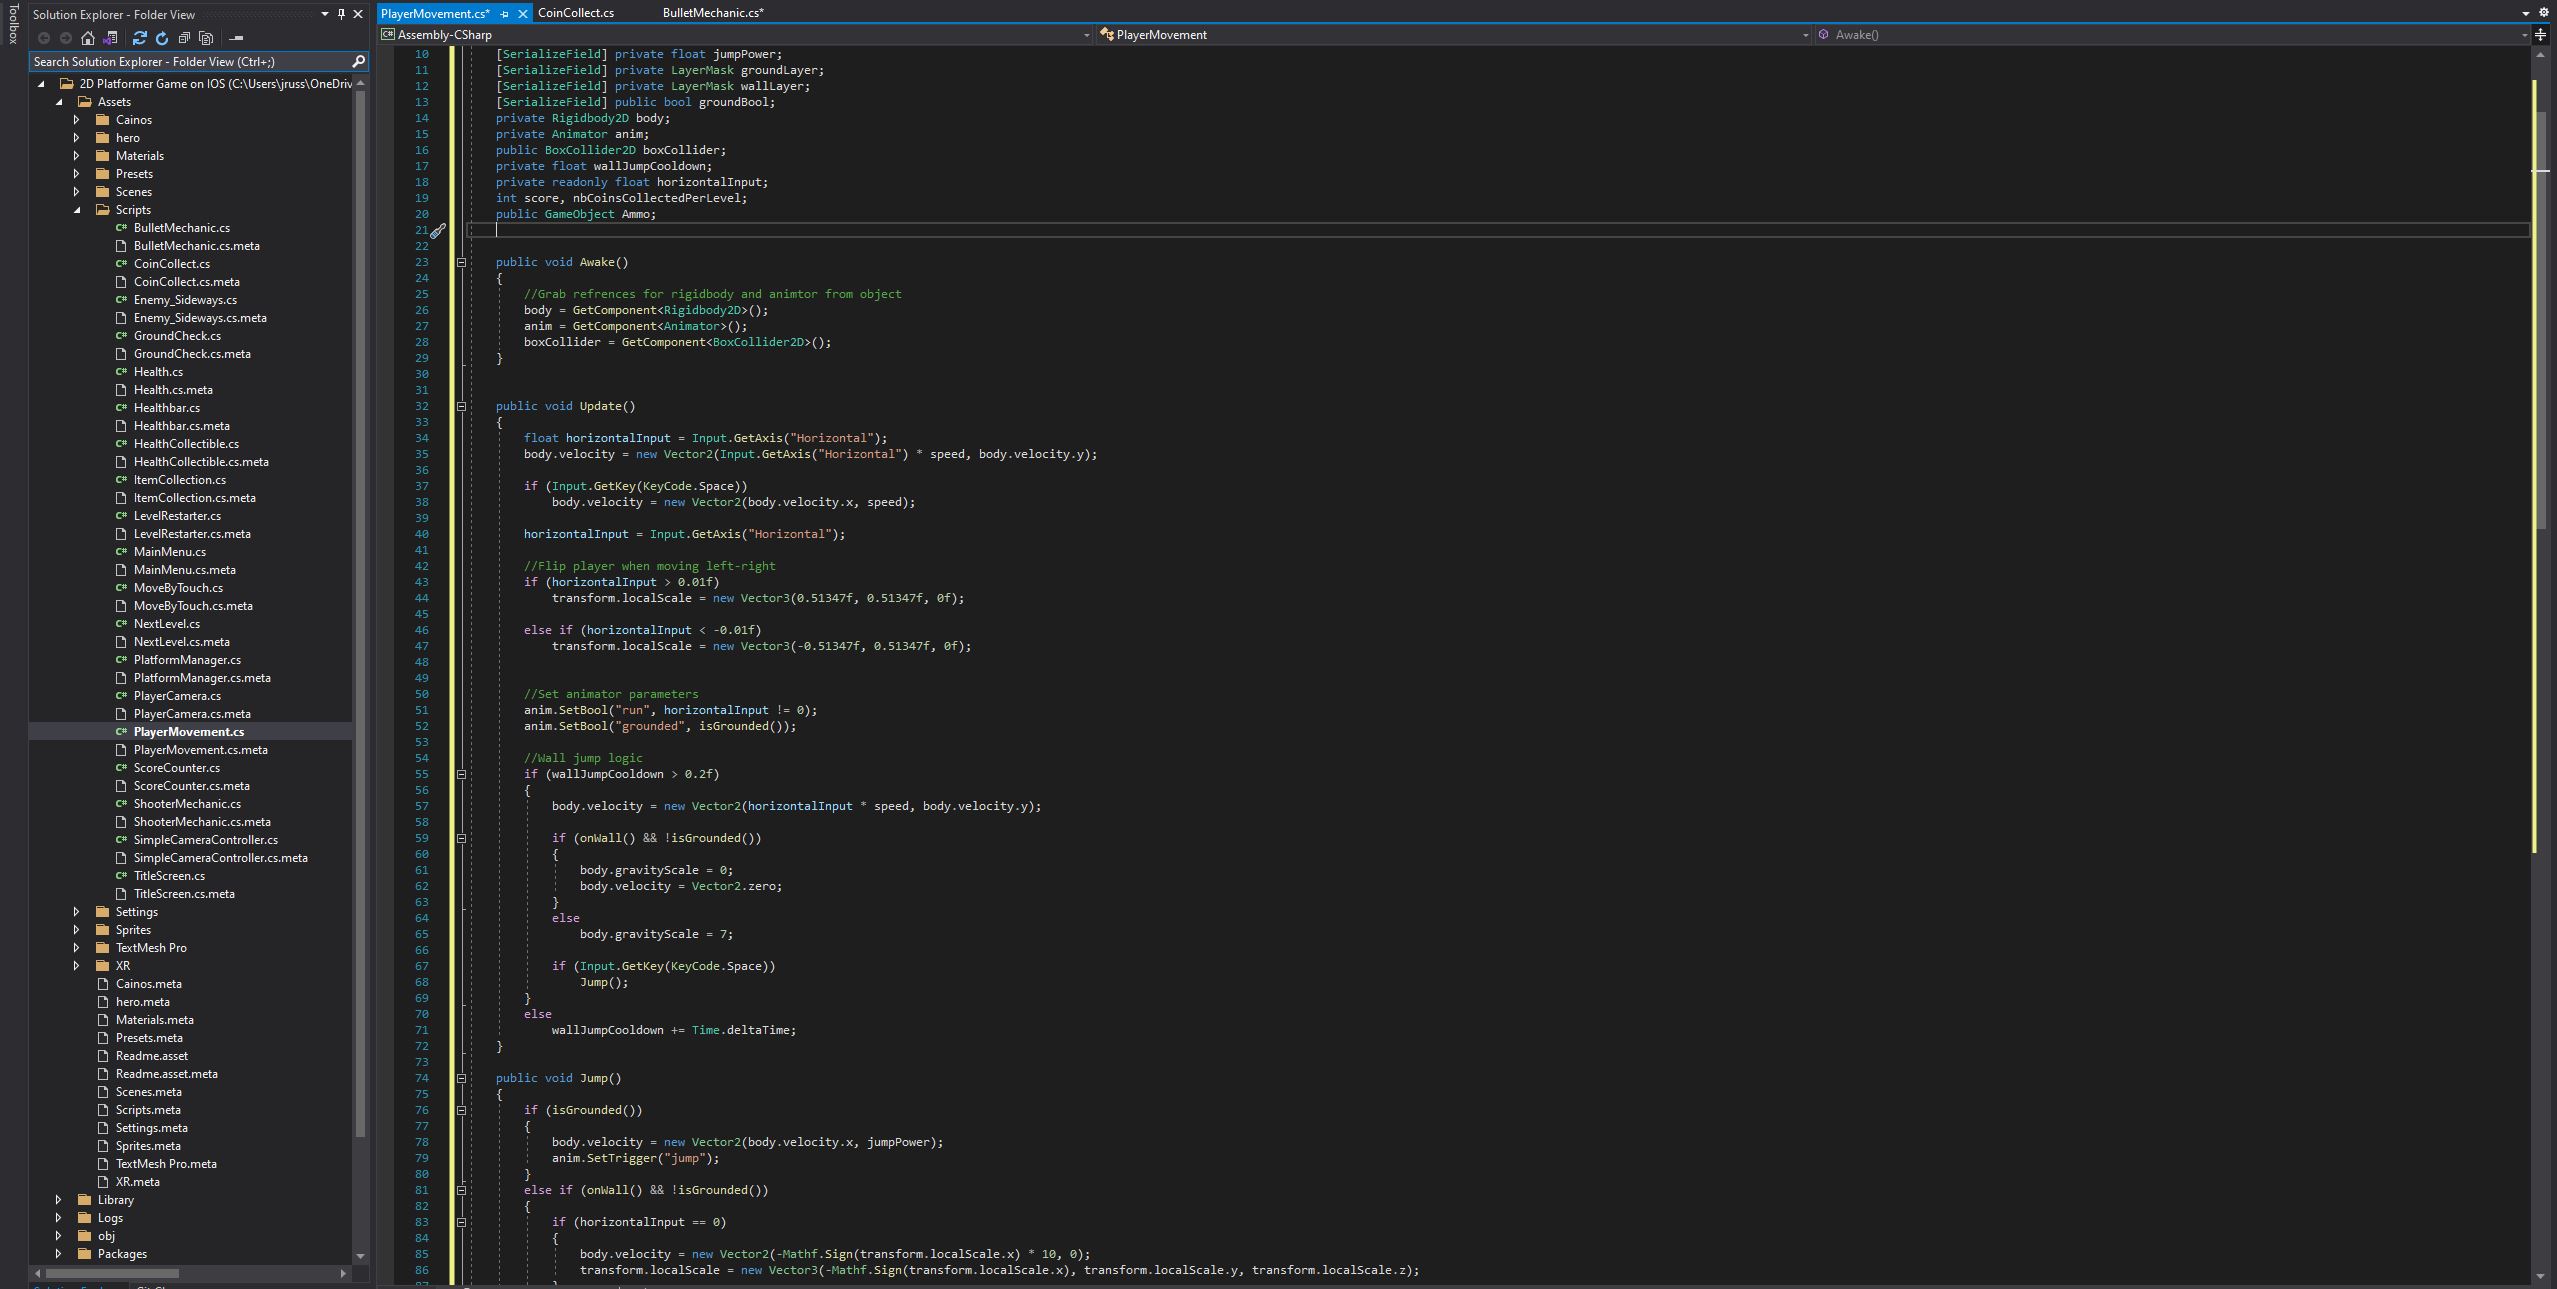 Toolbox
Solution Explorer - Folder View
Search Solution Explorer - Folder View (Ctrl+;)
2D Platformer Game on IOS (C:\Users\jruss\OneDriv
Assets
Cainos
hero
Materials
Presets
Scenes
Scripts
BulletMechanic.cs
BulletMechanic.cs.meta
CoinCollect.cs
CoinCollect.cs.meta
Enemy_Sideways.cs
Enemy_Sideways.cs.meta
GroundCheck.cs
GroundCheck.cs.meta
Health.cs
Health.cs.meta
Healthbar.cs
Healthbar.cs.meta
HealthCollectible.cs
HealthCollectible.cs.meta
ItemCollection.cs
ItemCollection.cs.meta
LevelRestarter.cs
LevelRestarter.cs.meta
MainMenu.cs
MainMenu.cs.meta
MoveByTouch.cs
MoveByTouch.cs.meta
NextLevel.cs
NextLevel.cs.meta
PlatformManager.cs
PlatformManager.cs.meta
PlayerCamera.cs
PlayerCamera.cs.meta
PlayerMovement.cs
PlayerMovement.cs.meta
ScoreCounter.cs
ScoreCounter.cs.meta
ShooterMechanic.cs
ShooterMechanic.cs.meta
SimpleCameraController.cs
SimpleCameraController.cs.meta
TitleScreen.cs
TitleScreen.cs.meta
Settings
Sprites
TextMesh Pro
XR
Cainos.meta
hero.meta
Materials.meta
Presets.meta
Readme.asset
Readme.asset.meta
Scenes.meta
Scripts.meta
Settings.meta
Sprites.meta
TextMesh Pro.meta
XR.meta
Library
Logs
obj
Packages
PlayerMovement.cs* CoinCollect.cs BulletMechanic.cs*
Assembly-CSharp PlayerMovement Awake()
10 [SerializeField] private float jumpPower;
11 [SerializeField] private LayerMask groundLayer;
12 [SerializeField] private LayerMask wallLayer;
13 [SerializeField] public bool groundBool;
14 private Rigidbody2D body;
15 private Animator anim;
16 public BoxCollider2D boxCollider;
17 private float wallJumpCooldown;
18 private readonly float horizontalInput;
19 int score, nbCoinsCollectedPerLevel;
20 public GameObject Ammo;
21
22
23 public void Awake()
24 {
25 //Grab refrences for rigidbody and animtor from object
26 body = GetComponent<Rigidbody2D>();
27 anim = GetComponent<Animator>();
28 boxCollider = GetComponent<BoxCollider2D>();
29 }
30
31
32 public void Update()
33 {
34 float horizontalInput = Input.GetAxis("Horizontal");
35 body.velocity = new Vector2(Input.GetAxis("Horizontal") * speed, body.velocity.y);
36
37 if (Input.GetKey(KeyCode.Space))
38 body.velocity = new Vector2(body.velocity.x, speed);
39
40 horizontalInput = Input.GetAxis("Horizontal");
41
42 //Flip player when moving left-right
43 if (horizontalInput > 0.01f)
44 transform.localScale = new Vector3(0.51347f, 0.51347f, 0f);
45
46 else if (horizontalInput < -0.01f)
47 transform.localScale = new Vector3(-0.51347f, 0.51347f, 0f);
48
49
50 //Set animator parameters
51 anim.SetBool("run", horizontalInput != 0);
52 anim.SetBool("grounded", isGrounded());
53
54 //Wall jump logic
55 if (wallJumpCooldown > 0.2f)
56 {
57 body.velocity = new Vector2(horizontalInput * speed, body.velocity.y);
58
59 if (onWall() && !isGrounded())
60 {
61 body.gravityScale = 0;
62 body.velocity = Vector2.zero;
63 }
64 else
65 body.gravityScale = 7;
66
67 if (Input.GetKey(KeyCode.Space))
68 Jump();
69 }
70 else
71 wallJumpCooldown += Time.deltaTime;
72 }
73
74 public void Jump()
75 {
76 if (isGrounded())
77 {
78 body.velocity = new Vector2(body.velocity.x, jumpPower);
79 anim.SetTrigger("jump");
80 }
81 else if (onWall() && !isGrounded())
82 {
83 if (horizontalInput == 0)
84 {
85 body.velocity = new Vector2(-Mathf.Sign(transform.localScale.x) * 10, 0);
86 transform.localScale = new Vector3(-Mathf.Sign(transform.localScale.x), transform.localScale.y, transform.localScale.z);